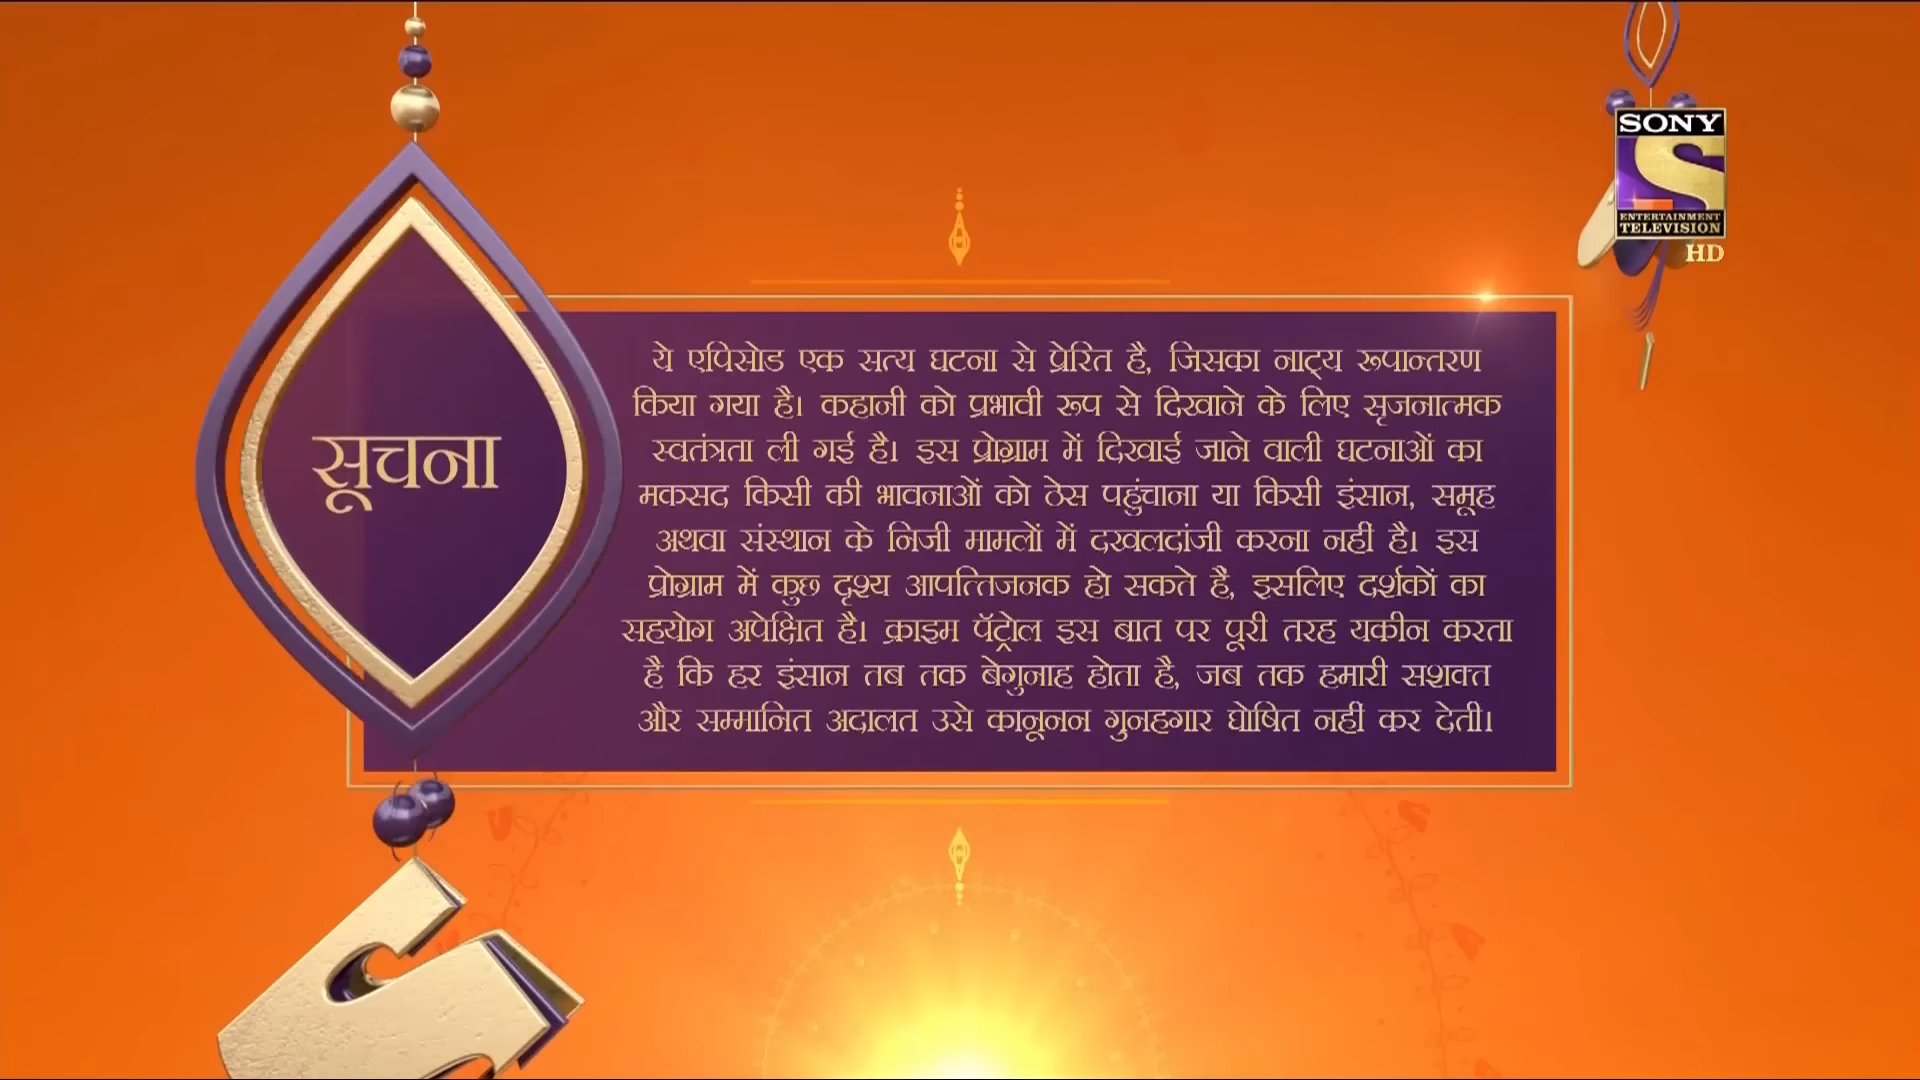 SONY
ENTERTAINMENT
TELEVISION
HD
सूचना
ये एपिसोड एक सत्य घटना से प्रेरित है, जिसका नाट्य रूपान्तरण
किया गया है। कहानी को प्रभावी रूप से दिखाने के लिए सृजनात्मक
स्वतंत्रता ली गई है। इस प्रोग्राम में दिखाई जाने वाली घटनाओं का
मकसद किसी की भावनाओं को ठेस पहुंचाना या किसी इंसान, समूह
अथवा संस्थान के निजी मामलों में दखलदांजी करना नहीं है। इस
प्रोग्राम में कुछ दृश्य आपत्तिजनक हो सकते हैं, इसलिए दर्शकों का
सहयोग अपेक्षित है। क्राइम पॅट्रोल इस बात पर पूरी तरह यकीन करता
है कि हर इंसान तब तक बेगुनाह होता है, जब तक हमारी सशक्त
और सम्मानित अदालत उसे कानूनन गुनहगार घोषित नहीं कर देती।